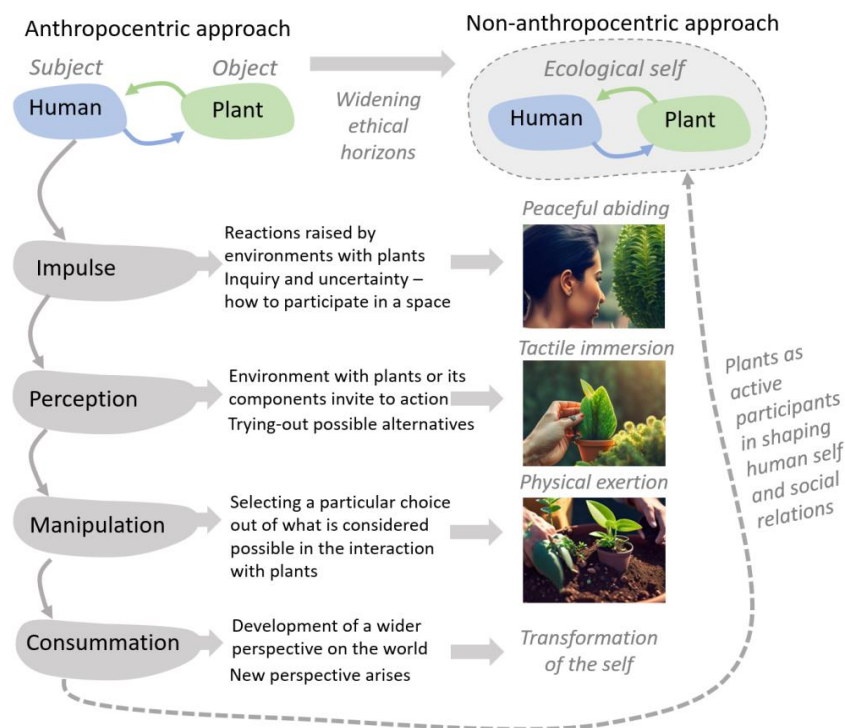 Anthropocentric approach
Non-anthropocentric approach
Subject
Object
Human
Plant
Widening
ethical
horizons
Ecological self
Human
Plant
Impulse
Reactions raised by
environments with plants
Inquiry and uncertainty –
how to participate in a space
Peaceful abiding
Perception
Environment with plants or its
components invite to action
Trying-out possible alternatives
Tactile immersion
Manipulation
Selecting a particular choice
out of what is considered
possible in the interaction
with plants
Physical exertion
Consummation
Development of a wider
perspective on the world
New perspective arises
Transformation
of the self
Plants as
active
participants
in shaping
human self
and social
relations